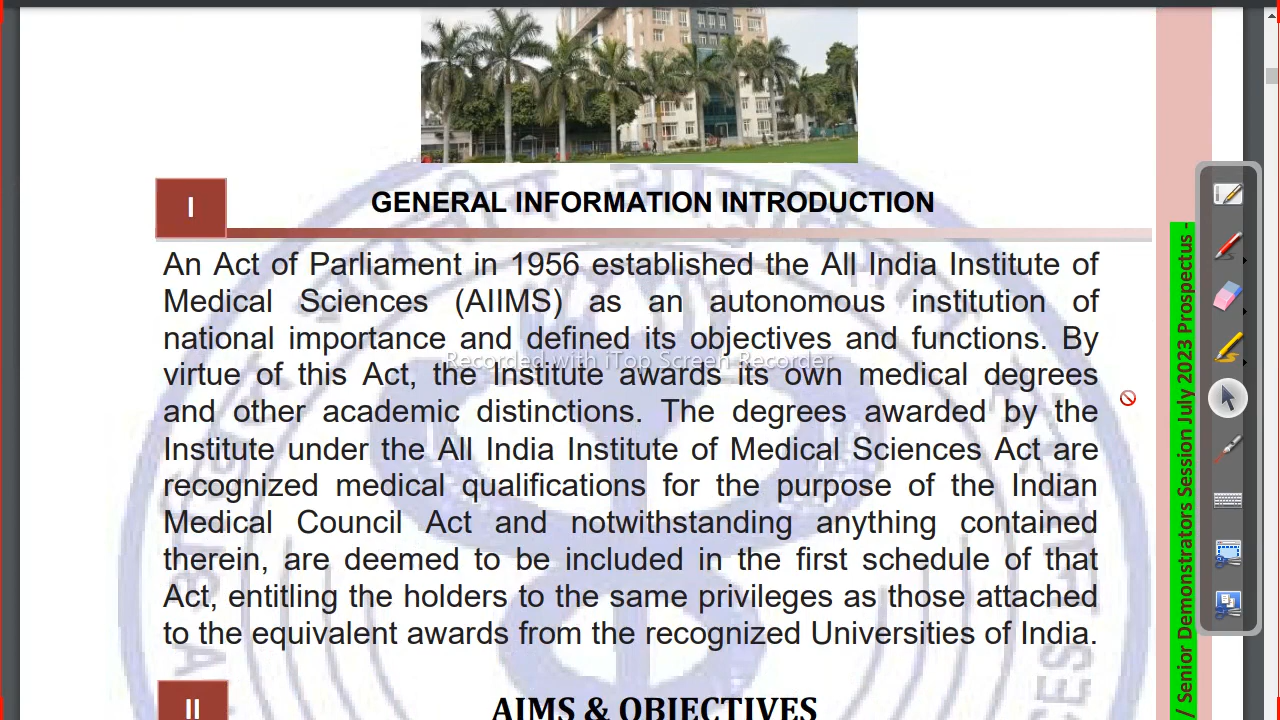 I
GENERAL INFORMATION INTRODUCTION
An Act of Parliament in 1956 established the All India Institute of
Medical Sciences (AIIMS) as an autonomous institution of
national importance and defined its objectives and functions. By
Recorded with iTop Screen Recorder
virtue of this Act, the Institute awards its own medical degrees
and other academic distinctions. The degrees awarded by the
Institute under the All India Institute of Medical Sciences Act are
recognized medical qualifications for the purpose of the Indian
Medical Council Act and notwithstanding anything contained
therein, are deemed to be included in the first schedule of that
Act, entitling the holders to the same privileges as those attached
to the equivalent awards from the recognized Universities of India.
II
AIMS & OBJECTIVES
/ Senior Demonstrators Session July 2023 Prospectus -